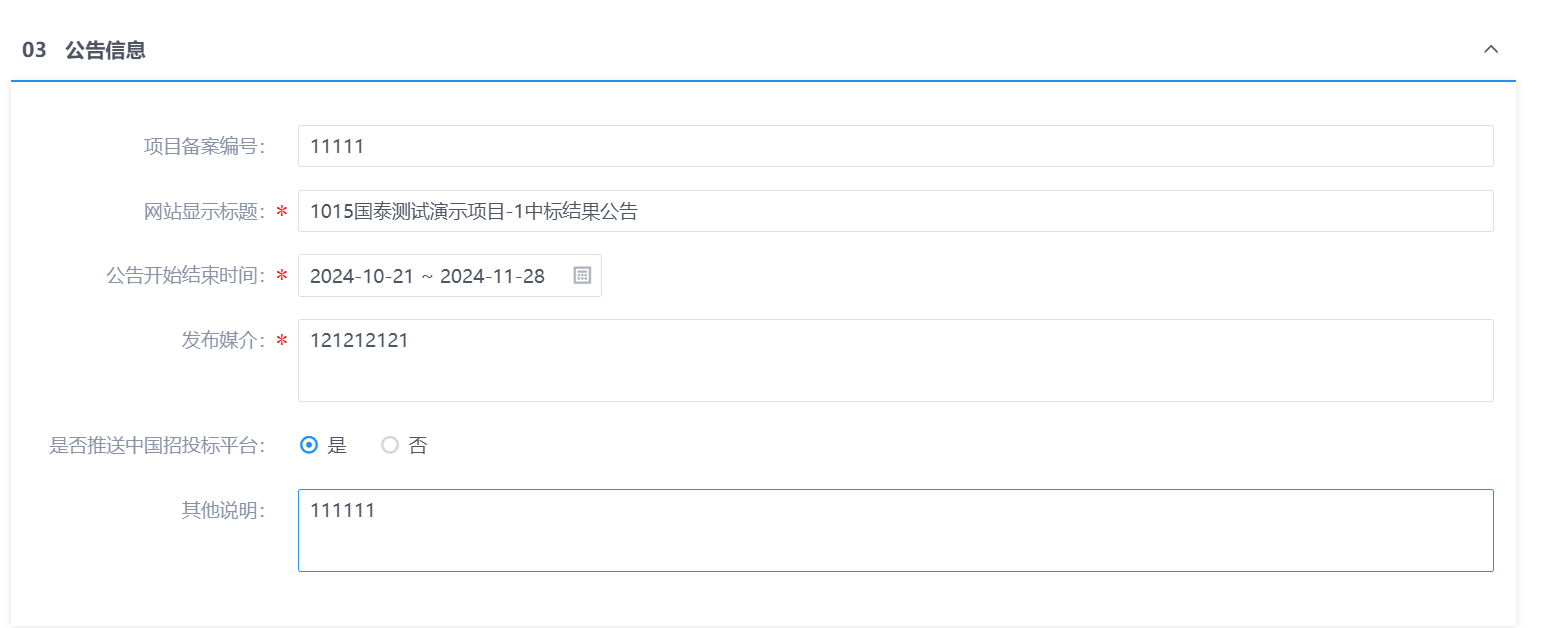 03 公告信息
项目备案编号： 11111
网站显示标题： * 1015国泰测试演示项目-1中标结果公告
公告开始结束时间： * 2024-10-21 ~ 2024-11-28
发布媒介： * 121212121
是否推送中国招投标平台： 是 否
其他说明： 111111